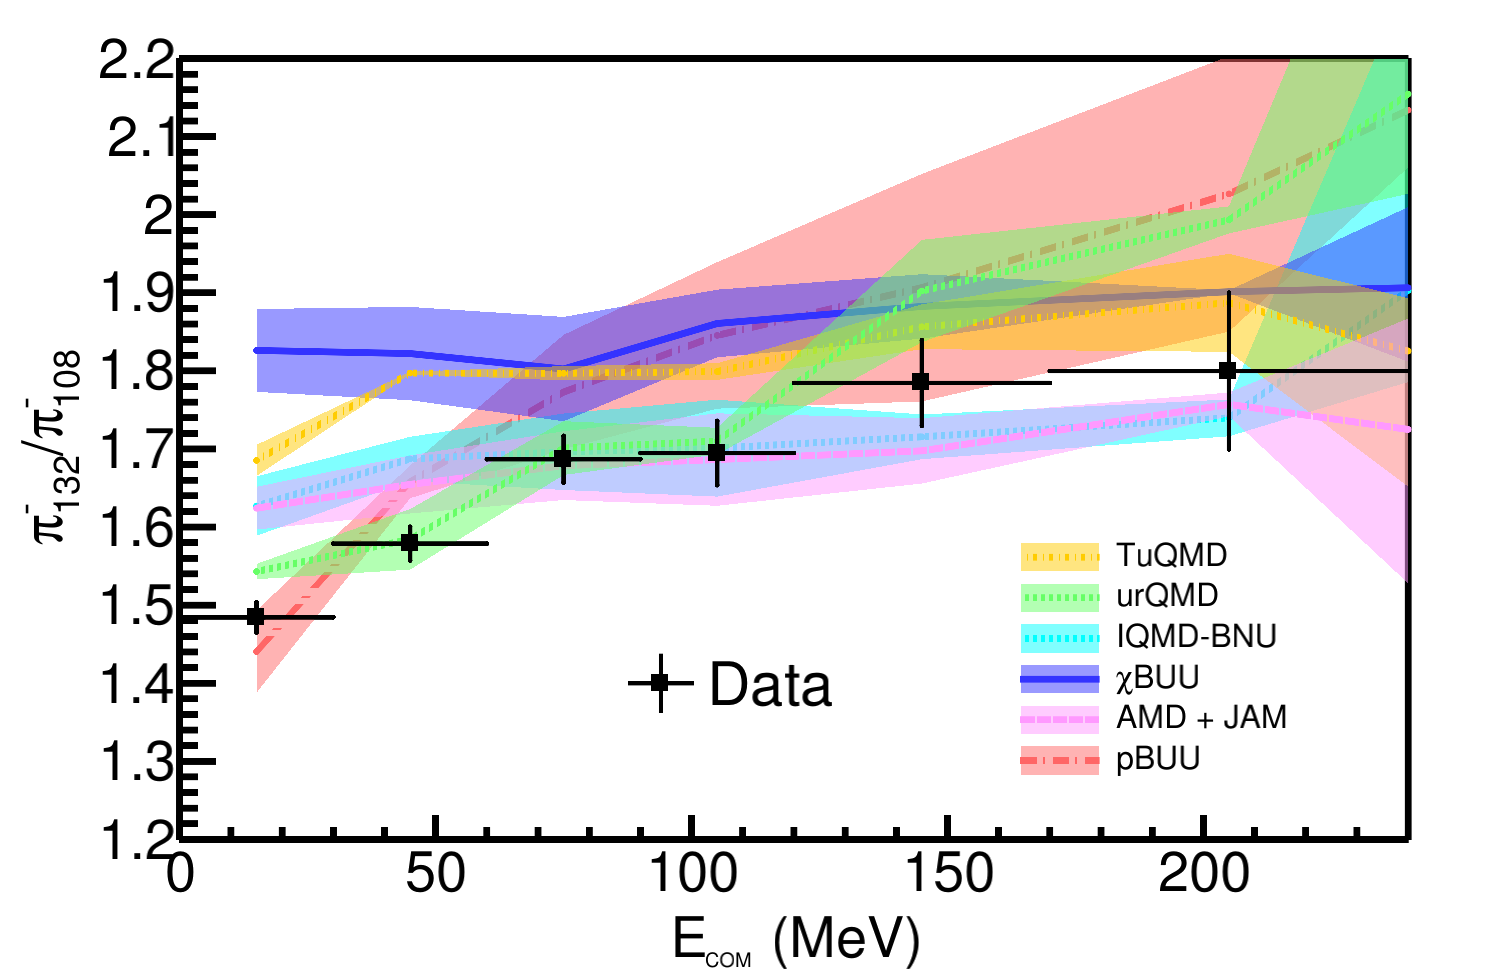 2.2
2.1
2
1.9
1.8
1.7
1.6
1.5
1.4
1.3
1.2
π⁻₁₃₂/π⁻₁₀₈
TuQMD
urQMD
IQMD-BNU
χBUU
AMD + JAM
pBUU
Data
0 50 100 150 200
E_COM (MeV)